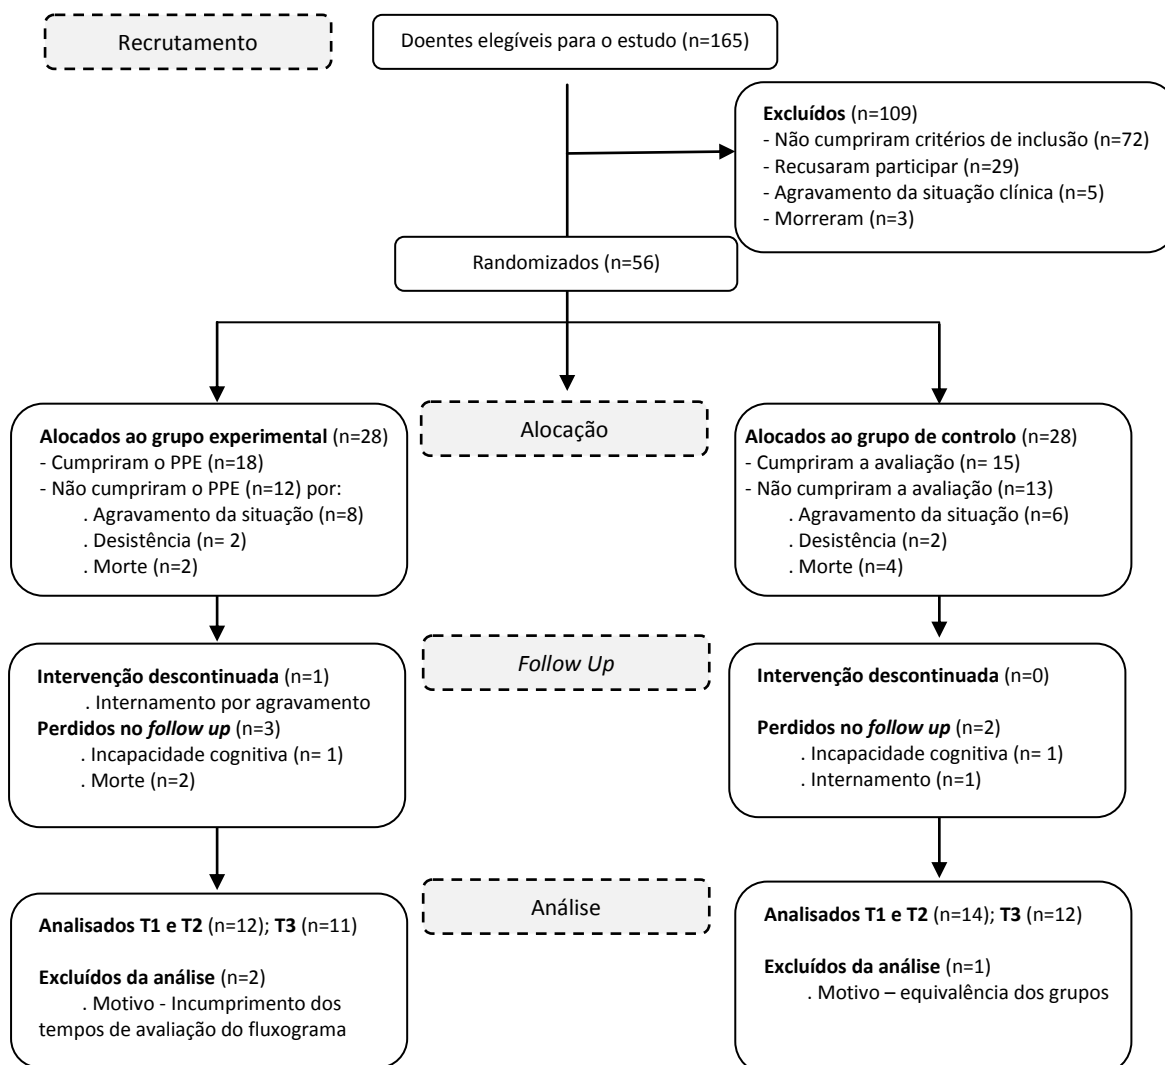 Recrutamento
Doentes elegíveis para o estudo (n=165)
Excluídos (n=109)
- Não cumpriram critérios de inclusão (n=72)
- Recusaram participar (n=29)
- Agravamento da situação clínica (n=5)
- Morreram (n=3)
Randomizados (n=56)
Alocação
Alocados ao grupo experimental (n=28)
- Cumpriram o PPE (n=18)
- Não cumpriram o PPE (n=12) por:
. Agravamento da situação (n=8)
. Desistência (n= 2)
. Morte (n=2)
Alocados ao grupo de controlo (n=28)
- Cumpriram a avaliação (n= 15)
- Não cumpriram a avaliação (n=13)
. Agravamento da situação (n=6)
. Desistência (n=2)
. Morte (n=4)
Follow Up
Intervenção descontinuada (n=1)
. Internamento por agravamento
Perdidos no follow up (n=3)
. Incapacidade cognitiva (n= 1)
. Morte (n=2)
Intervenção descontinuada (n=0)
Perdidos no follow up (n=2)
. Incapacidade cognitiva (n= 1)
. Internamento (n=1)
Análise
Analisados T1 e T2 (n=12); T3 (n=11)
Excluídos da análise (n=2)
. Motivo - Incumprimento dos
tempos de avaliação do fluxograma
Analisados T1 e T2 (n=14); T3 (n=12)
Excluídos da análise (n=1)
. Motivo – equivalência dos grupos